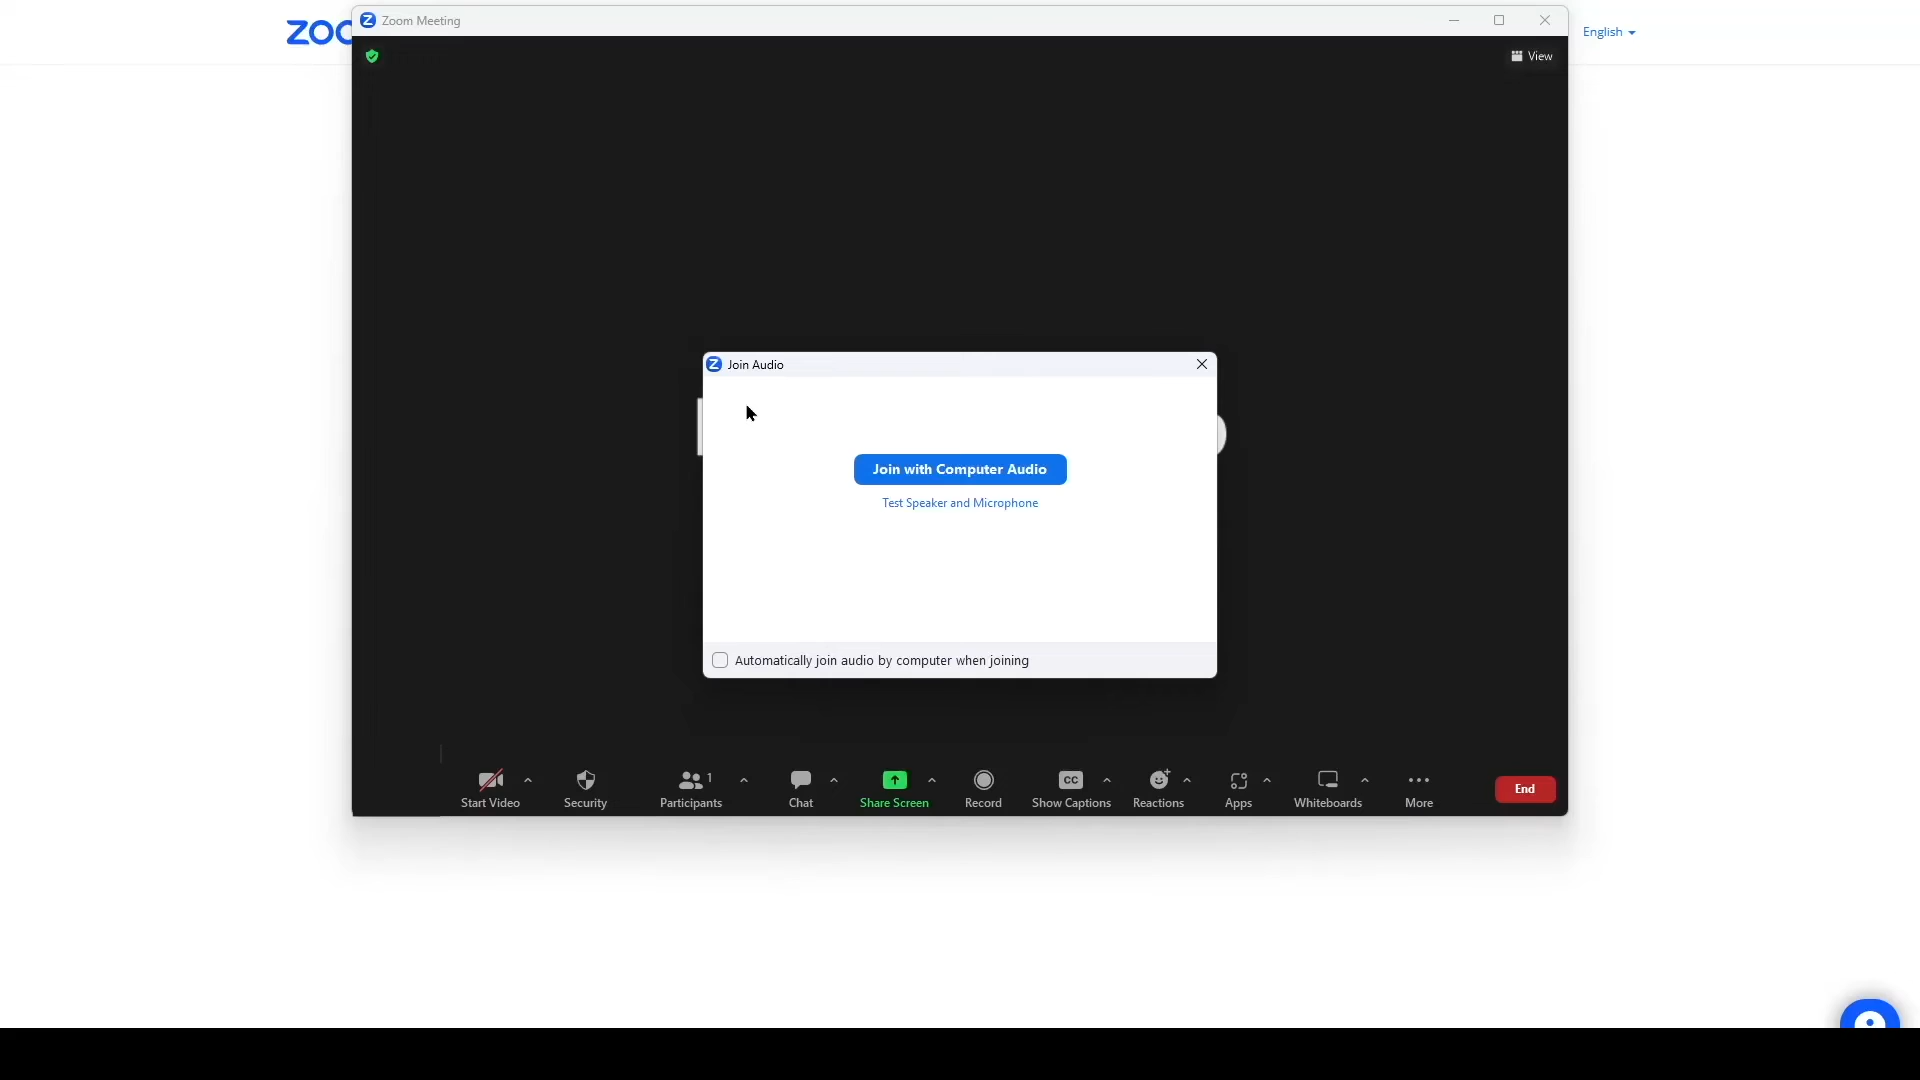 Zoom Meeting
English
View
Join Audio
Join with Computer Audio
Test Speaker and Microphone
Automatically join audio by computer when joining
1
CC
Start Video
Security
Participants
Chat
Share Screen
Record
Show Captions
Reactions
Apps
Whiteboards
More
End